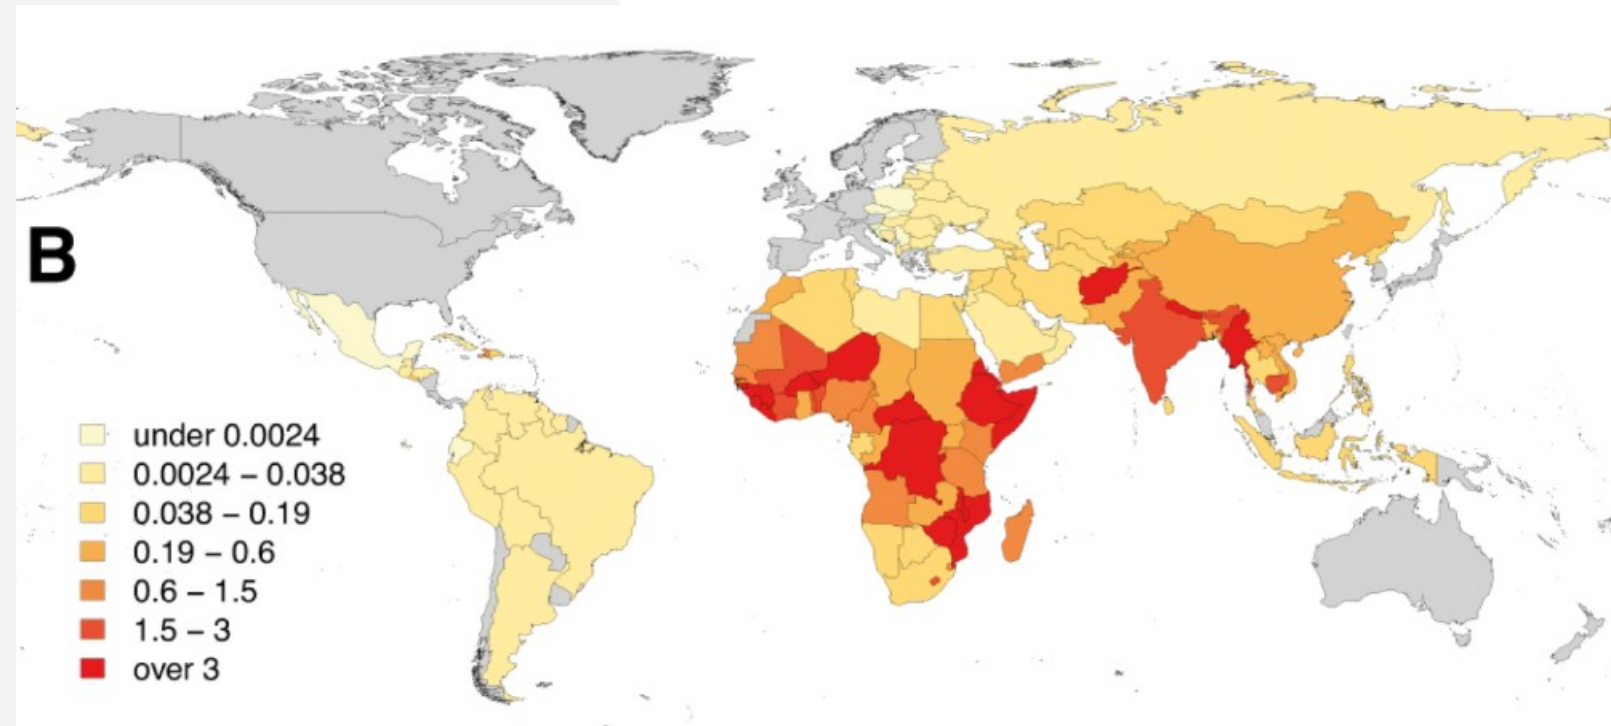 B
under 0.0024
0.0024 – 0.038
0.038 – 0.19
0.19 – 0.6
0.6 – 1.5
1.5 – 3
over 3